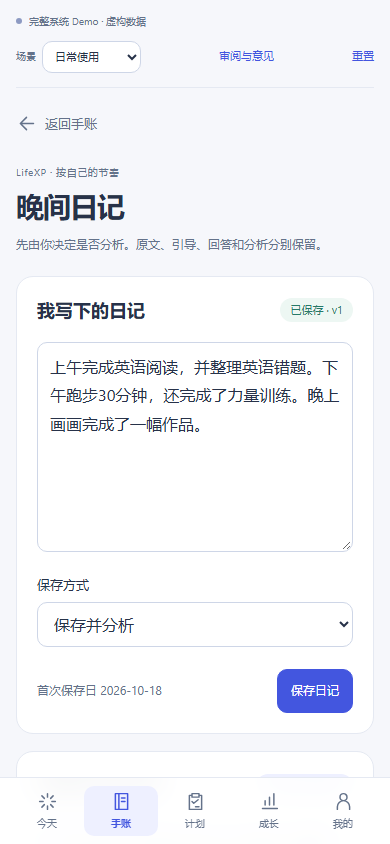 完整系统 Demo · 虚构数据
场景
日常使用
审阅与意见
重置
返回手账
LifeXP · 按自己的节奏
晚间日记
先由你决定是否分析。原文、引导、回答和分析分别保留。
我写下的日记
已保存 · v1
上午完成英语阅读，并整理英语错题。下
午跑步30分钟，还完成了力量训练。晚上
画画完成了一幅作品。
保存方式
保存并分析
首次保存日 2026-10-18
保存日记
今天
手账
计划
成长
我的